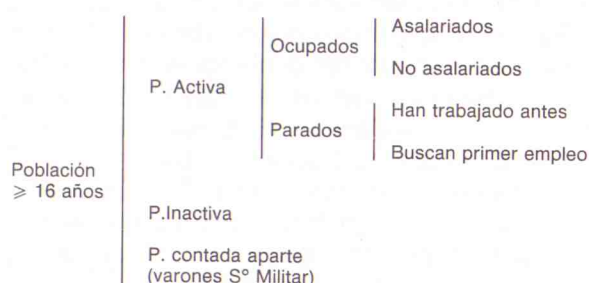 Asalariados
Ocupados
No asalariados
P. Activa
Han trabajado antes
Parados
Buscan primer empleo
Población
⩾ 16 años
P.Inactiva
P. contada aparte
(varones Sº Militar)